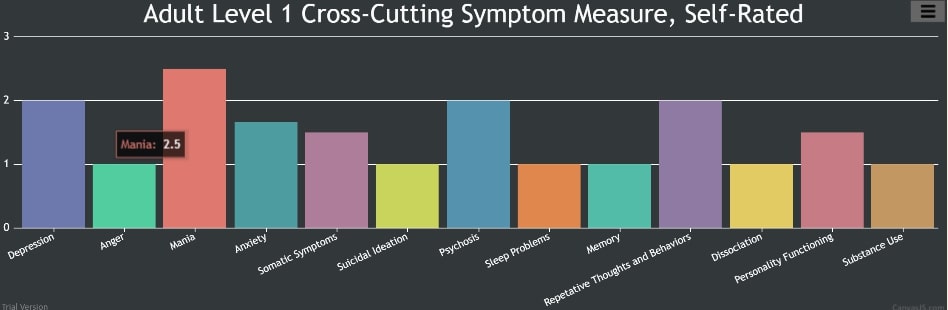 Adult Level 1 Cross-Cutting Symptom Measure, Self-Rated
3
2
Mania: 2.5
1
0
Depression
Anger
Mania
Anxiety
Somatic Symptoms
Suicidal Ideation
Psychosis
Sleep Problems
Memory
Repetative Thoughts and Behaviors
Dissociation
Personality Functioning
Substance Use
Trial Version
CanvasJS.com